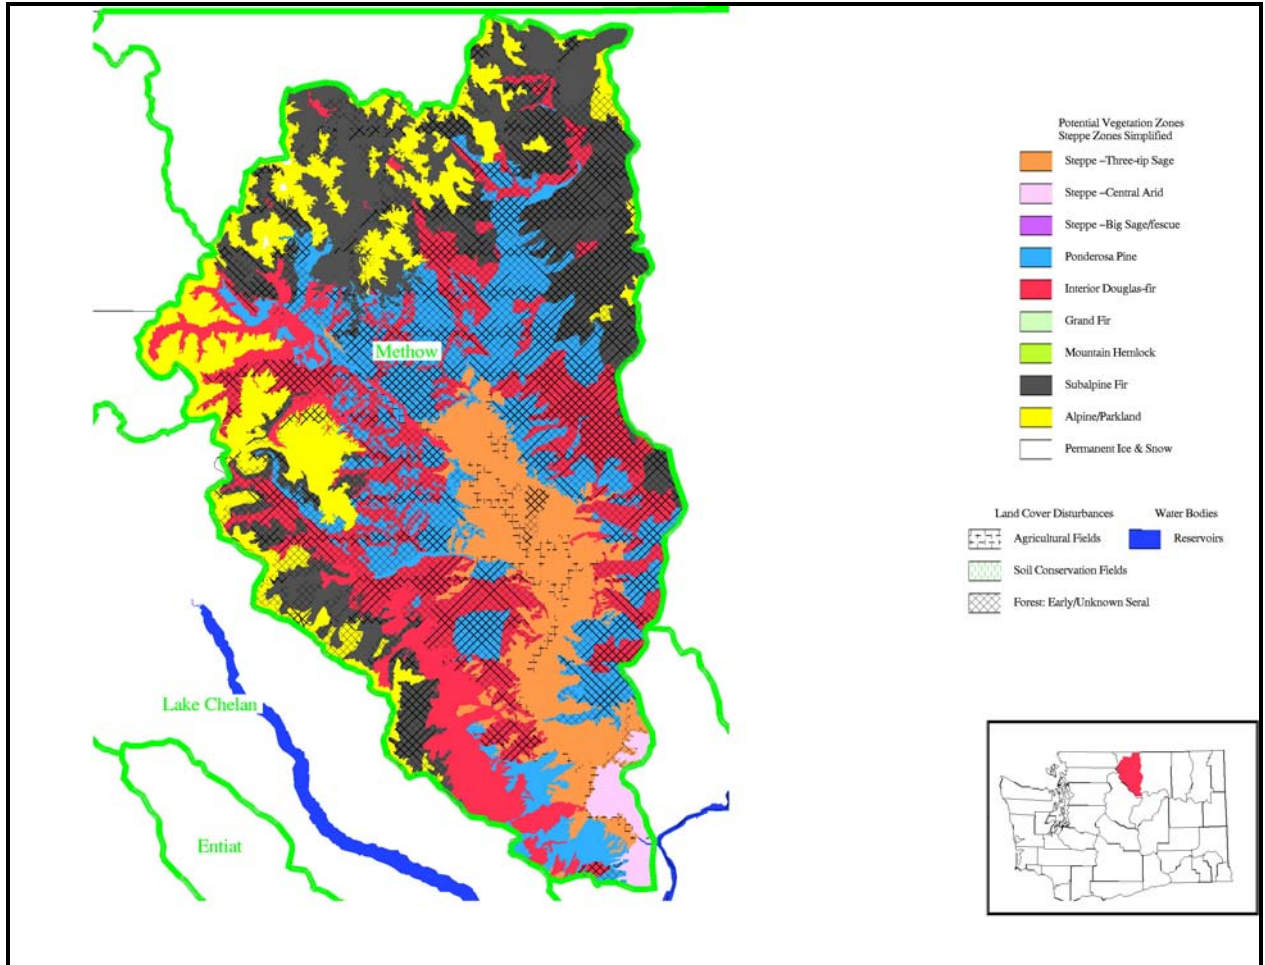 Potential Vegetation Zones
Steppe Zones Simplified
Steppe –Three-tip Sage
Steppe –Central Arid
Steppe –Big Sage/fescue
Ponderosa Pine
Interior Douglas-fir
Grand Fir
Mountain Hemlock
Subalpine Fir
Alpine/Parkland
Permanent Ice & Snow
Land Cover Disturbances
Water Bodies
Agricultural Fields
Reservoirs
Soil Conservation Fields
Forest: Early/Unknown Seral
Methow
Lake Chelan
Entiat